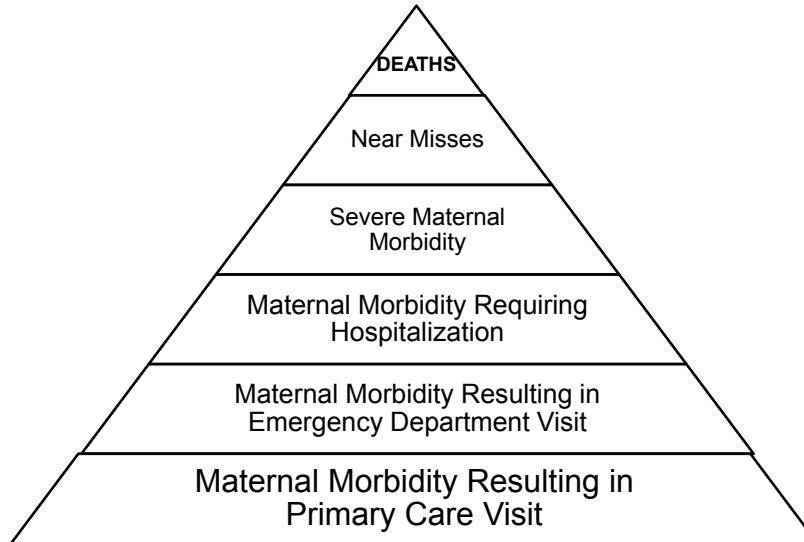 DEATHS
Near Misses
Severe Maternal
Morbidity
Maternal Morbidity Requiring
Hospitalization
Maternal Morbidity Resulting in
Emergency Department Visit
Maternal Morbidity Resulting in
Primary Care Visit